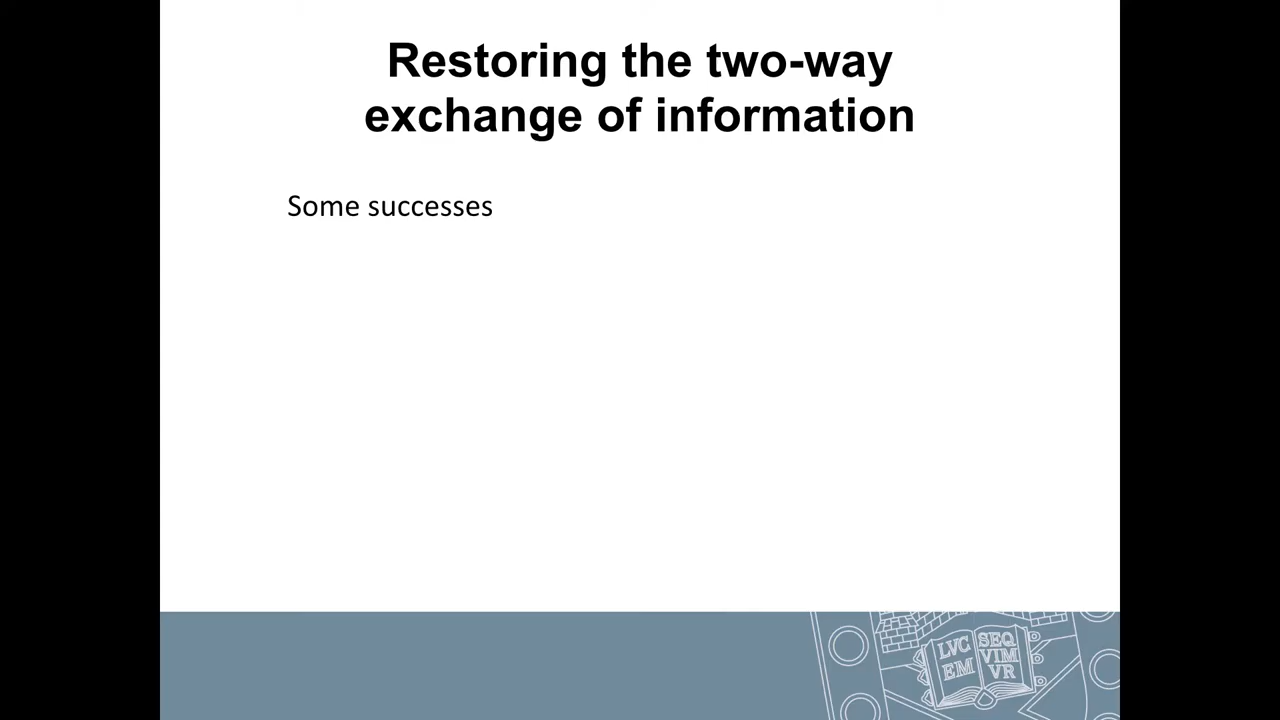 Restoring the two-way
exchange of information
Some successes
LVC
EM
SEQ
VIM
VR